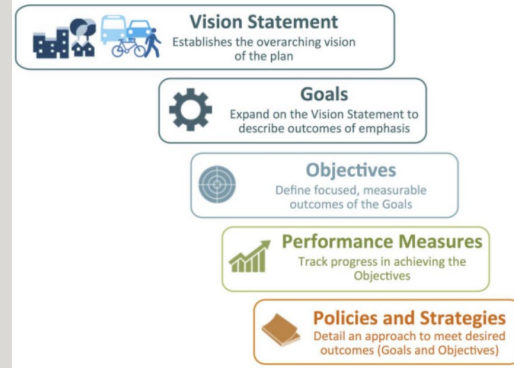 Vision Statement
Establishes the overarching vision
of the plan
Goals
Expand on the Vision Statement to
describe outcomes of emphasis
Objectives
Define focused, measurable
outcomes of the Goals
Performance Measures
Track progress in achieving the
Objectives
Policies and Strategies
Detail an approach to meet desired
outcomes (Goals and Objectives)